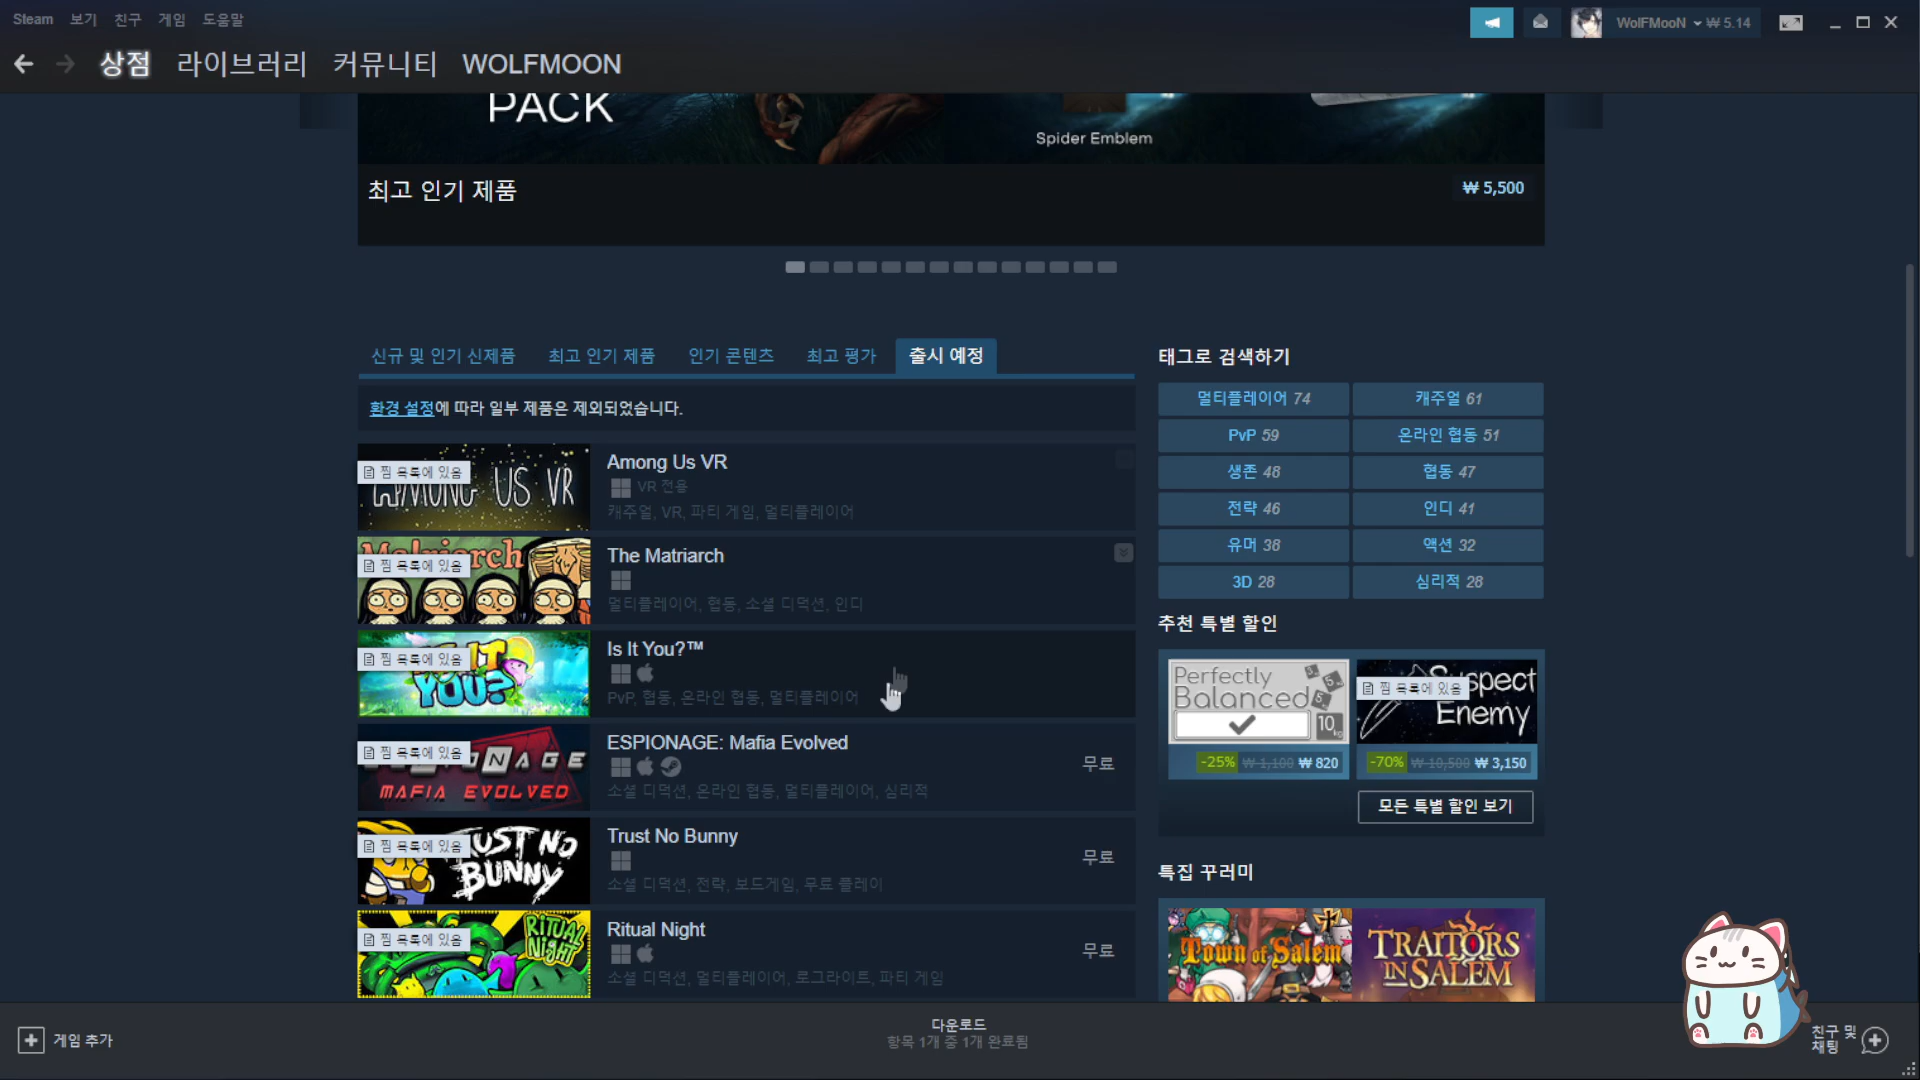 Steam 보기 친구 게임 도움말
WolFMooN ₩ 5.14
상점 라이브러리 커뮤니티 WOLFMOON
PACK
Spider Emblem
최고 인기 제품
₩ 5,500
신규 및 인기 신제품 최고 인기 제품 인기 콘텐츠 최고 평가 출시 예정
환경 설정에 따라 일부 제품은 제외되었습니다.
찜 목록에 있음
AMONG US VR
Among Us VR
VR 전용
캐주얼, VR, 파티 게임, 멀티플레이어
Matriarch
찜 목록에 있음
The Matriarch
멀티플레이어, 협동, 소셜 디덕션, 인디
찜 목록에 있음
IS IT YOU?
Is It You?™
PvP, 협동, 온라인 협동, 멀티플레이어
찜 목록에 있음
MAFIA EVOLVED
ESPIONAGE: Mafia Evolved
소셜 디덕션, 온라인 협동, 멀티플레이어, 심리적
무료
찜 목록에 있음
TRUST NO BUNNY
Trust No Bunny
소셜 디덕션, 전략, 보드게임, 무료 플레이
무료
찜 목록에 있음
RITUAL NIGHT
Ritual Night
소셜 디덕션, 멀티플레이어, 로그라이트, 파티 게임
무료
태그로 검색하기
멀티플레이어 74 캐주얼 61
PvP 59 온라인 협동 51
생존 48 협동 47
전략 46 인디 41
유머 38 액션 32
3D 28 심리적 28
추천 특별 할인
Perfectly Balanced
10kg
-25% ₩ 1,100 ₩ 820
찜 목록에 있음
Suspect Enemy
-70% ₩ 10,500 ₩ 3,150
모든 특별 할인 보기
특집 꾸러미
Town of Salem
TRAITORS IN SALEM
게임 추가
다운로드
항목 1개 중 1개 완료됨
친구 및
채팅